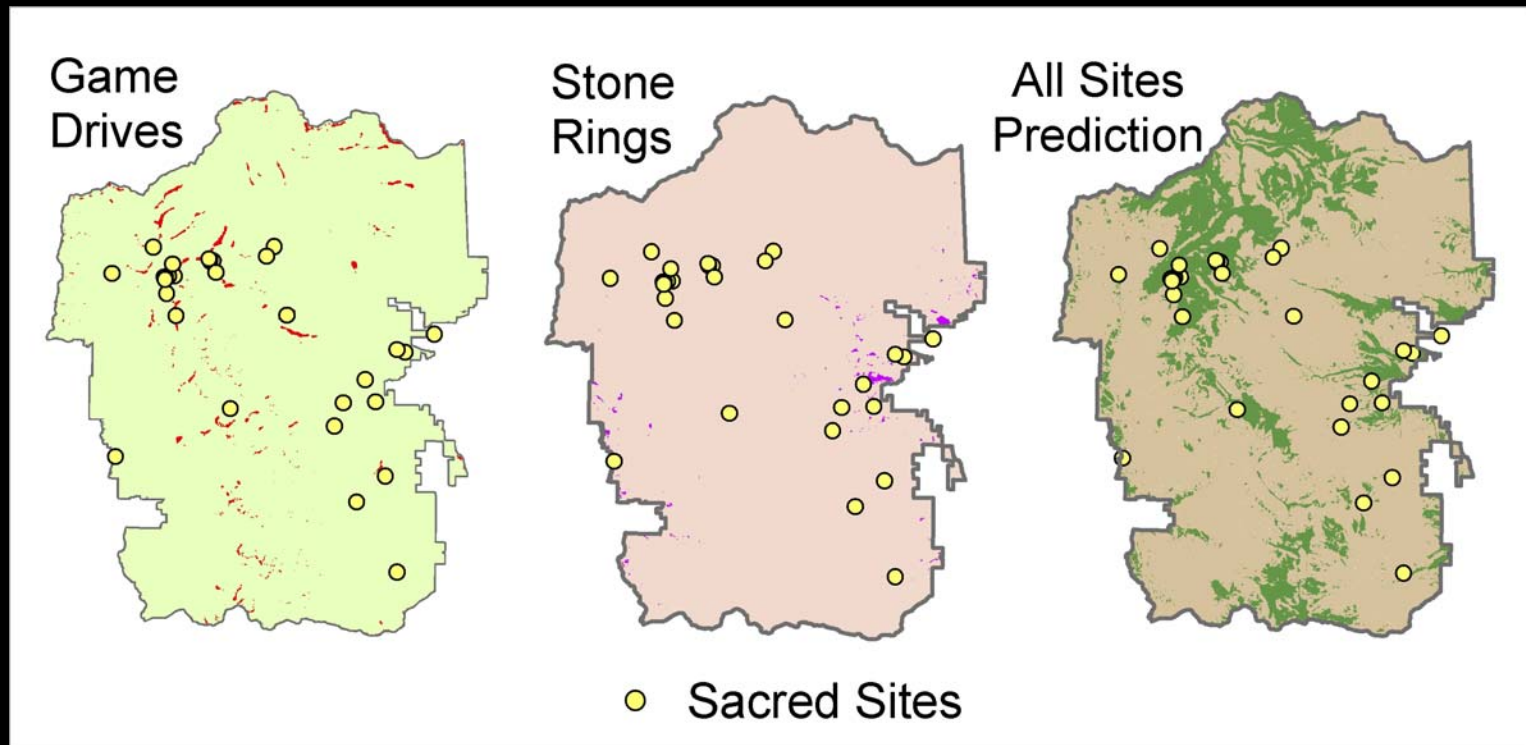 Game
Drives
Stone
Rings
All Sites
Prediction
Sacred Sites